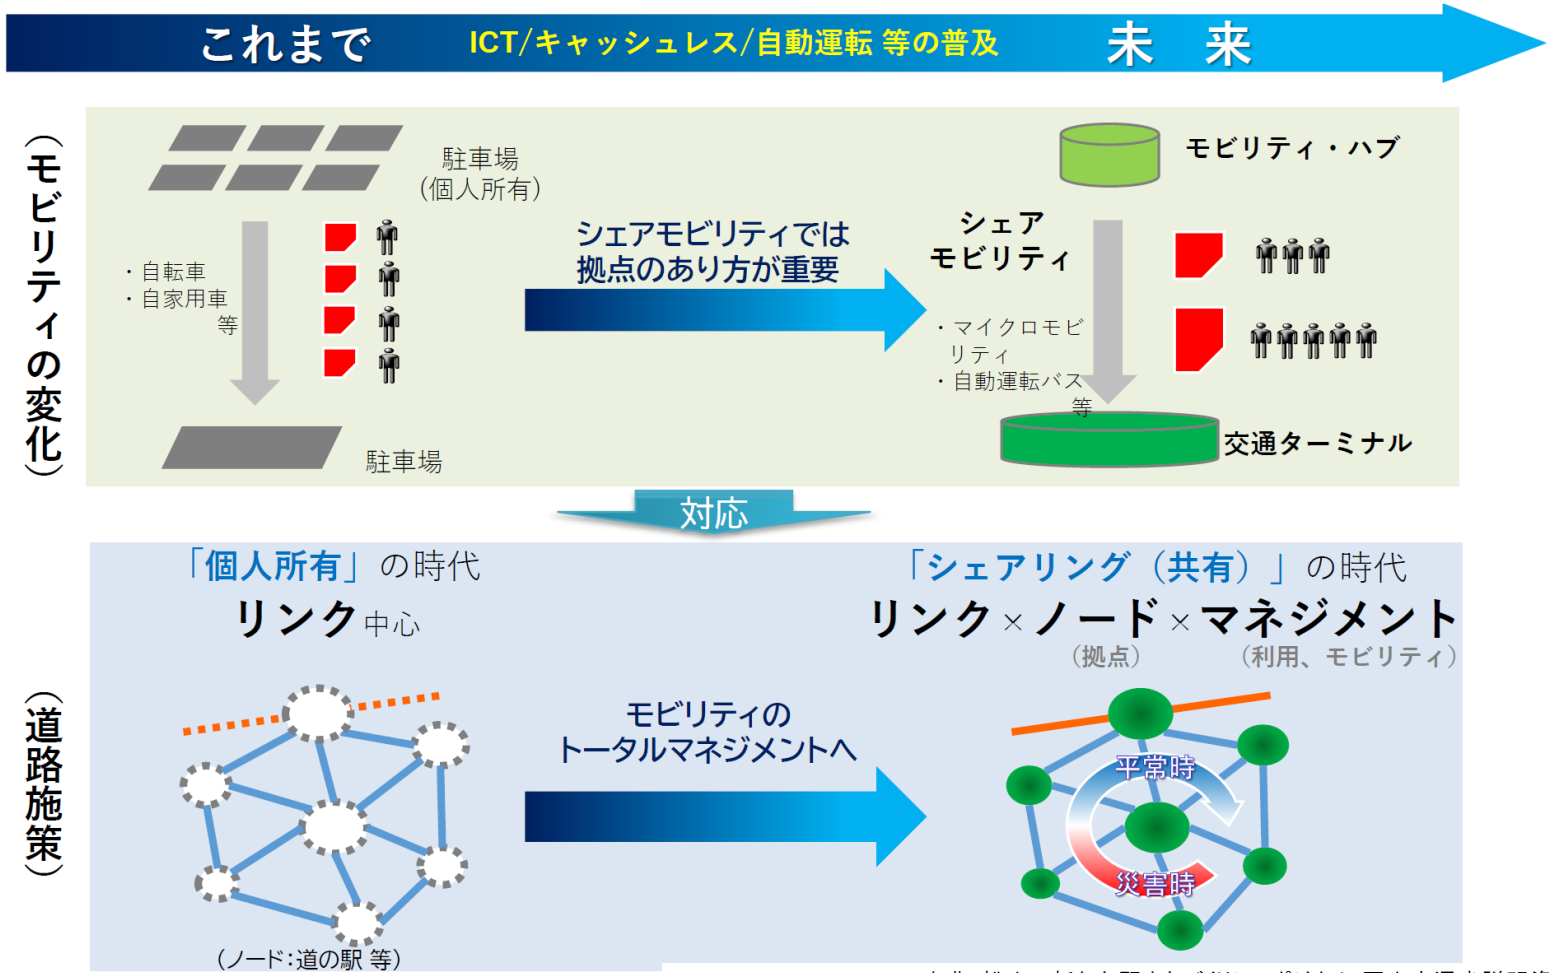 これまで
ICT/キャッシュレス/自動運転 等の普及
未 来
（モビリティの変化）
駐車場
（個人所有）
・自転車
・自家用車
等
駐車場
シェアモビリティでは
拠点のあり方が重要
モビリティ・ハブ
シェア
モビリティ
・マイクロモビ
リティ
・自動運転バス
等
交通ターミナル
対応
（道路施策）
「個人所有」の時代
リンク中心
（ノード：道の駅 等）
モビリティの
トータルマネジメントへ
「シェアリング（共有）」の時代
リンク×ノード×マネジメント
（拠点）
（利用、モビリティ）
平常時
災害時